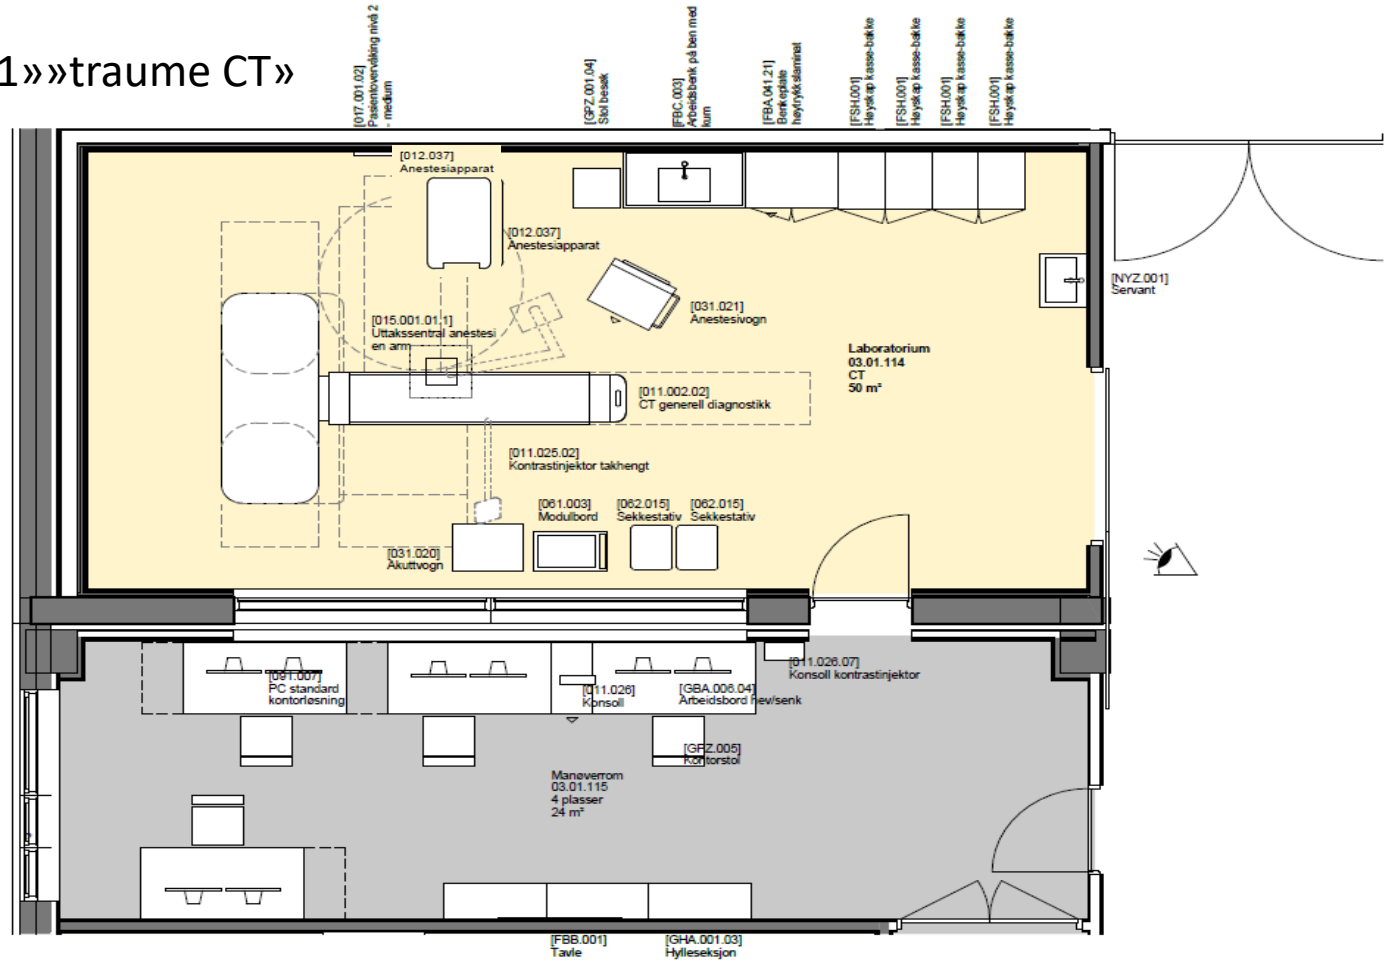 1»»traume CT»
[017.001.02]
Pasientovervåking nivå 2
- medium
[GPZ.001.04]
Stol besøk
[FBC.003]
Arbeidsbenk på ben med
kum
[FBA.041.21]
Benkeplate
høytrykkslaminat
[FSH.001]
Høyskap kasse-bakke
[FSH.001]
Høyskap kasse-bakke
[FSH.001]
Høyskap kasse-bakke
[FSH.001]
Høyskap kasse-bakke
[012.037]
Anestesiapparat
[012.037]
Anestesiapparat
[NYZ.001]
Servant
[031.021]
Anestesivogn
[015.001.01.1]
Uttakssentral anestesi
en arm
Laboratorium
03.01.114
CT
50 m²
[011.002.02]
CT generell diagnostikk
[011.025.02]
Kontrastinjektor takhengt
[061.003]
Modulbord
[062.015]
Sekkestativ
[062.015]
Sekkestativ
[031.020]
Akuttvogn
[091.007]
PC standard
kontorløsning
[011.026]
Konsoll
[GBA.006.04]
Arbeidsbord hev/senk
[011.026.07]
Konsoll kontrastinjektor
[GPZ.005]
Kontorstol
Manøverrom
03.01.115
4 plasser
24 m²
[FBB.001]
Tavle
[GHA.001.03]
Hylleseksjon